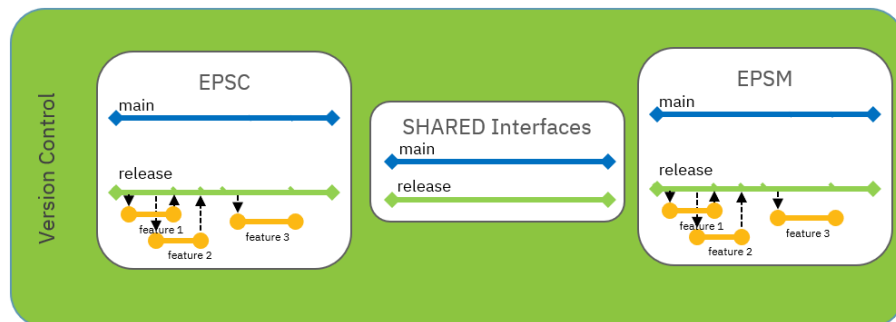 Version Control
EPSC
main
release
feature 1
feature 2
feature 3
SHARED Interfaces
main
release
EPSM
main
release
feature 1
feature 2
feature 3